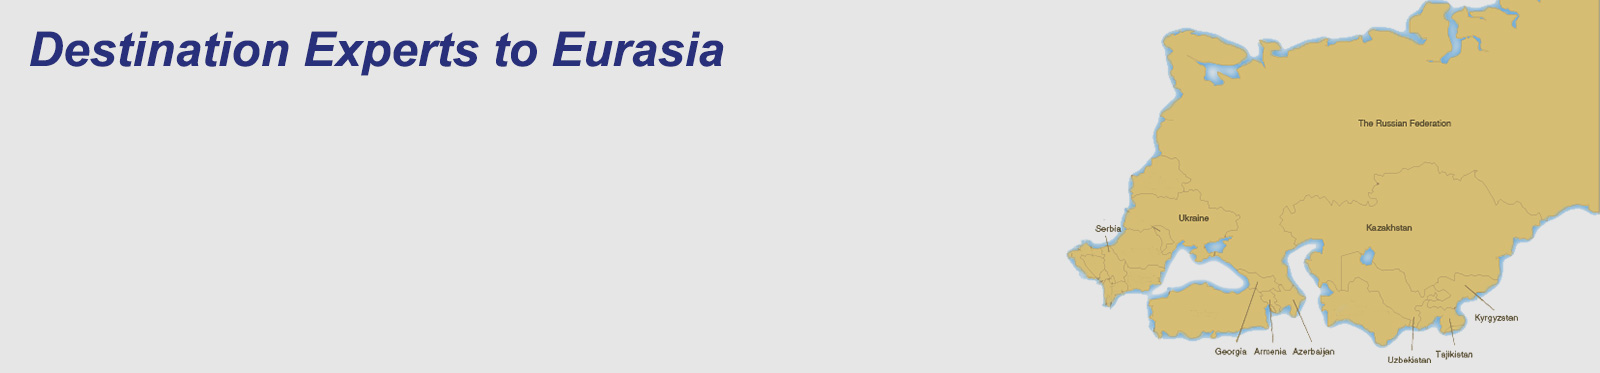 Destination Experts to Eurasia
The Russian Federation
Ukraine
Serbia
Kazakhstan
Kyrgyzstan
Georgia
Armenia
Azerbaijan
Uzbekistan
Tajikistan